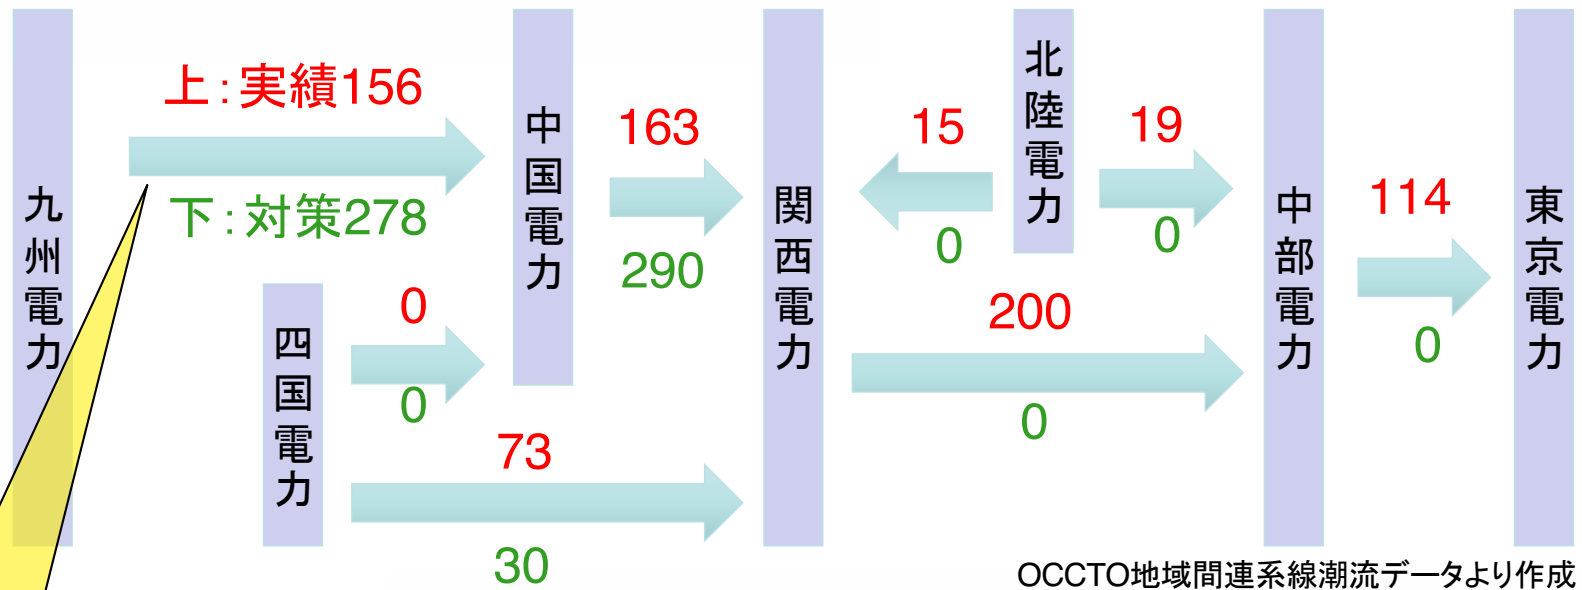 九州電力
上：実績156
下：対策278
四国電力
0
0
73
30
中国電力
163
290
関西電力
15
0
北陸電力
19
0
200
0
中部電力
114
0
東京電力
OCCTO地域間連系線潮流データより作成